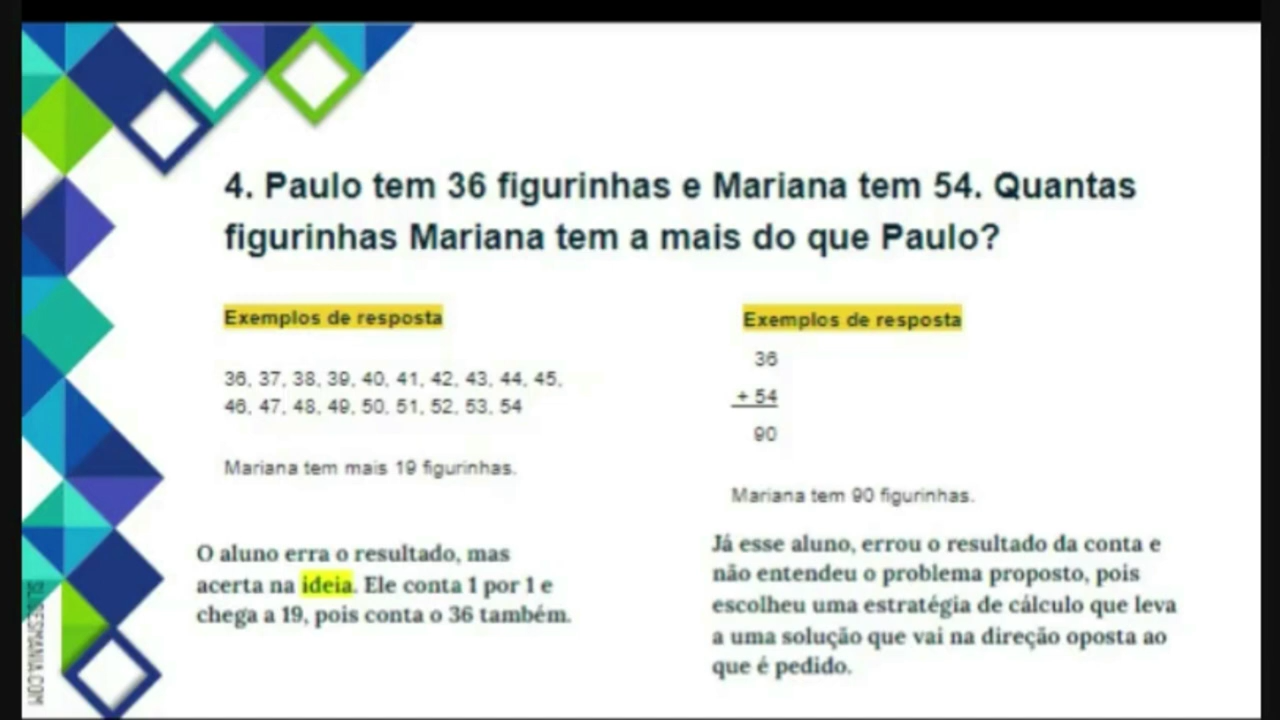 4. Paulo tem 36 figurinhas e Mariana tem 54. Quantas
figurinhas Mariana tem a mais do que Paulo?
Exemplos de resposta
36, 37, 38, 39, 40, 41, 42, 43, 44, 45,
46, 47, 48, 49, 50, 51, 52, 53, 54
Mariana tem mais 19 figurinhas.
O aluno erra o resultado, mas
acerta na ideia. Ele conta 1 por 1 e
chega a 19, pois conta o 36 também.
Exemplos de resposta
36
+ 54
90
Mariana tem 90 figurinhas.
Já esse aluno, errou o resultado da conta e
não entendeu o problema proposto, pois
escolheu uma estratégia de cálculo que leva
a uma solução que vai na direção oposta ao
que é pedido.
SLIDESMANIA.COM